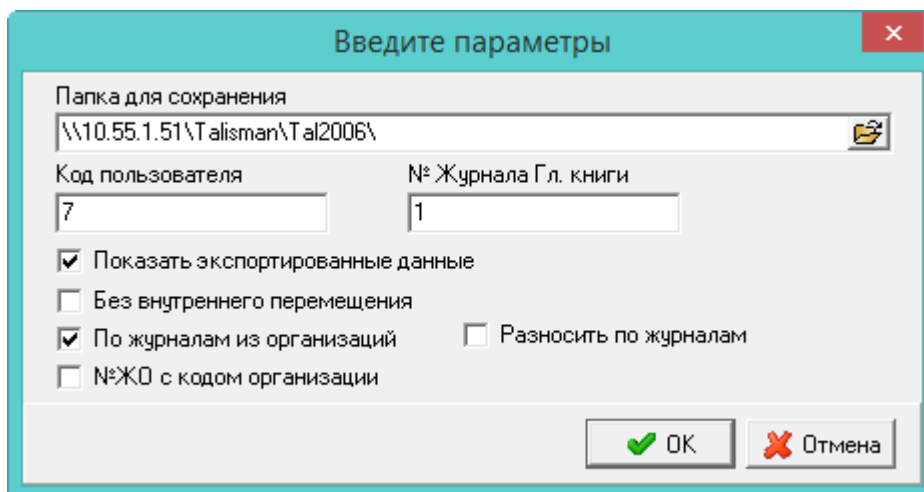 Введите параметры
Папка для сохранения
\\10.55.1.51\Talisman\Tal2006\
Код пользователя № Журнала Гл. книги
7 1
Показать экспортированные данные
Без внутреннего перемещения
По журналам из организаций Разносить по журналам
№ЖО с кодом организации
OK Отмена